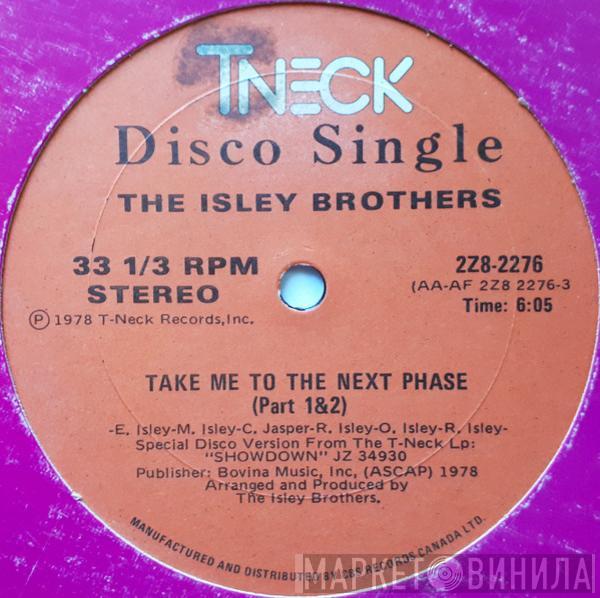 TNECK
Disco Single
THE ISLEY BROTHERS
33 1/3 RPM
STEREO
℗ 1978 T-Neck Records, Inc.
2Z8-2276
(AA-AF 2Z8 2276-3
Time: 6:05
TAKE ME TO THE NEXT PHASE
(Part 1&2)
-E. Isley-M. Isley-C. Jasper-R. Isley-O. Isley-R. Isley-
Special Disco Version From The T-Neck Lp:
"SHOWDOWN" JZ 34930
Publisher: Bovina Music, Inc, (ASCAP) 1978
Arranged and Produced by
The Isley Brothers.
MANUFACTURED AND DISTRIBUTED BY CBS RECORDS CANADA LTD.
МАРКЕТ ВИНИЛА